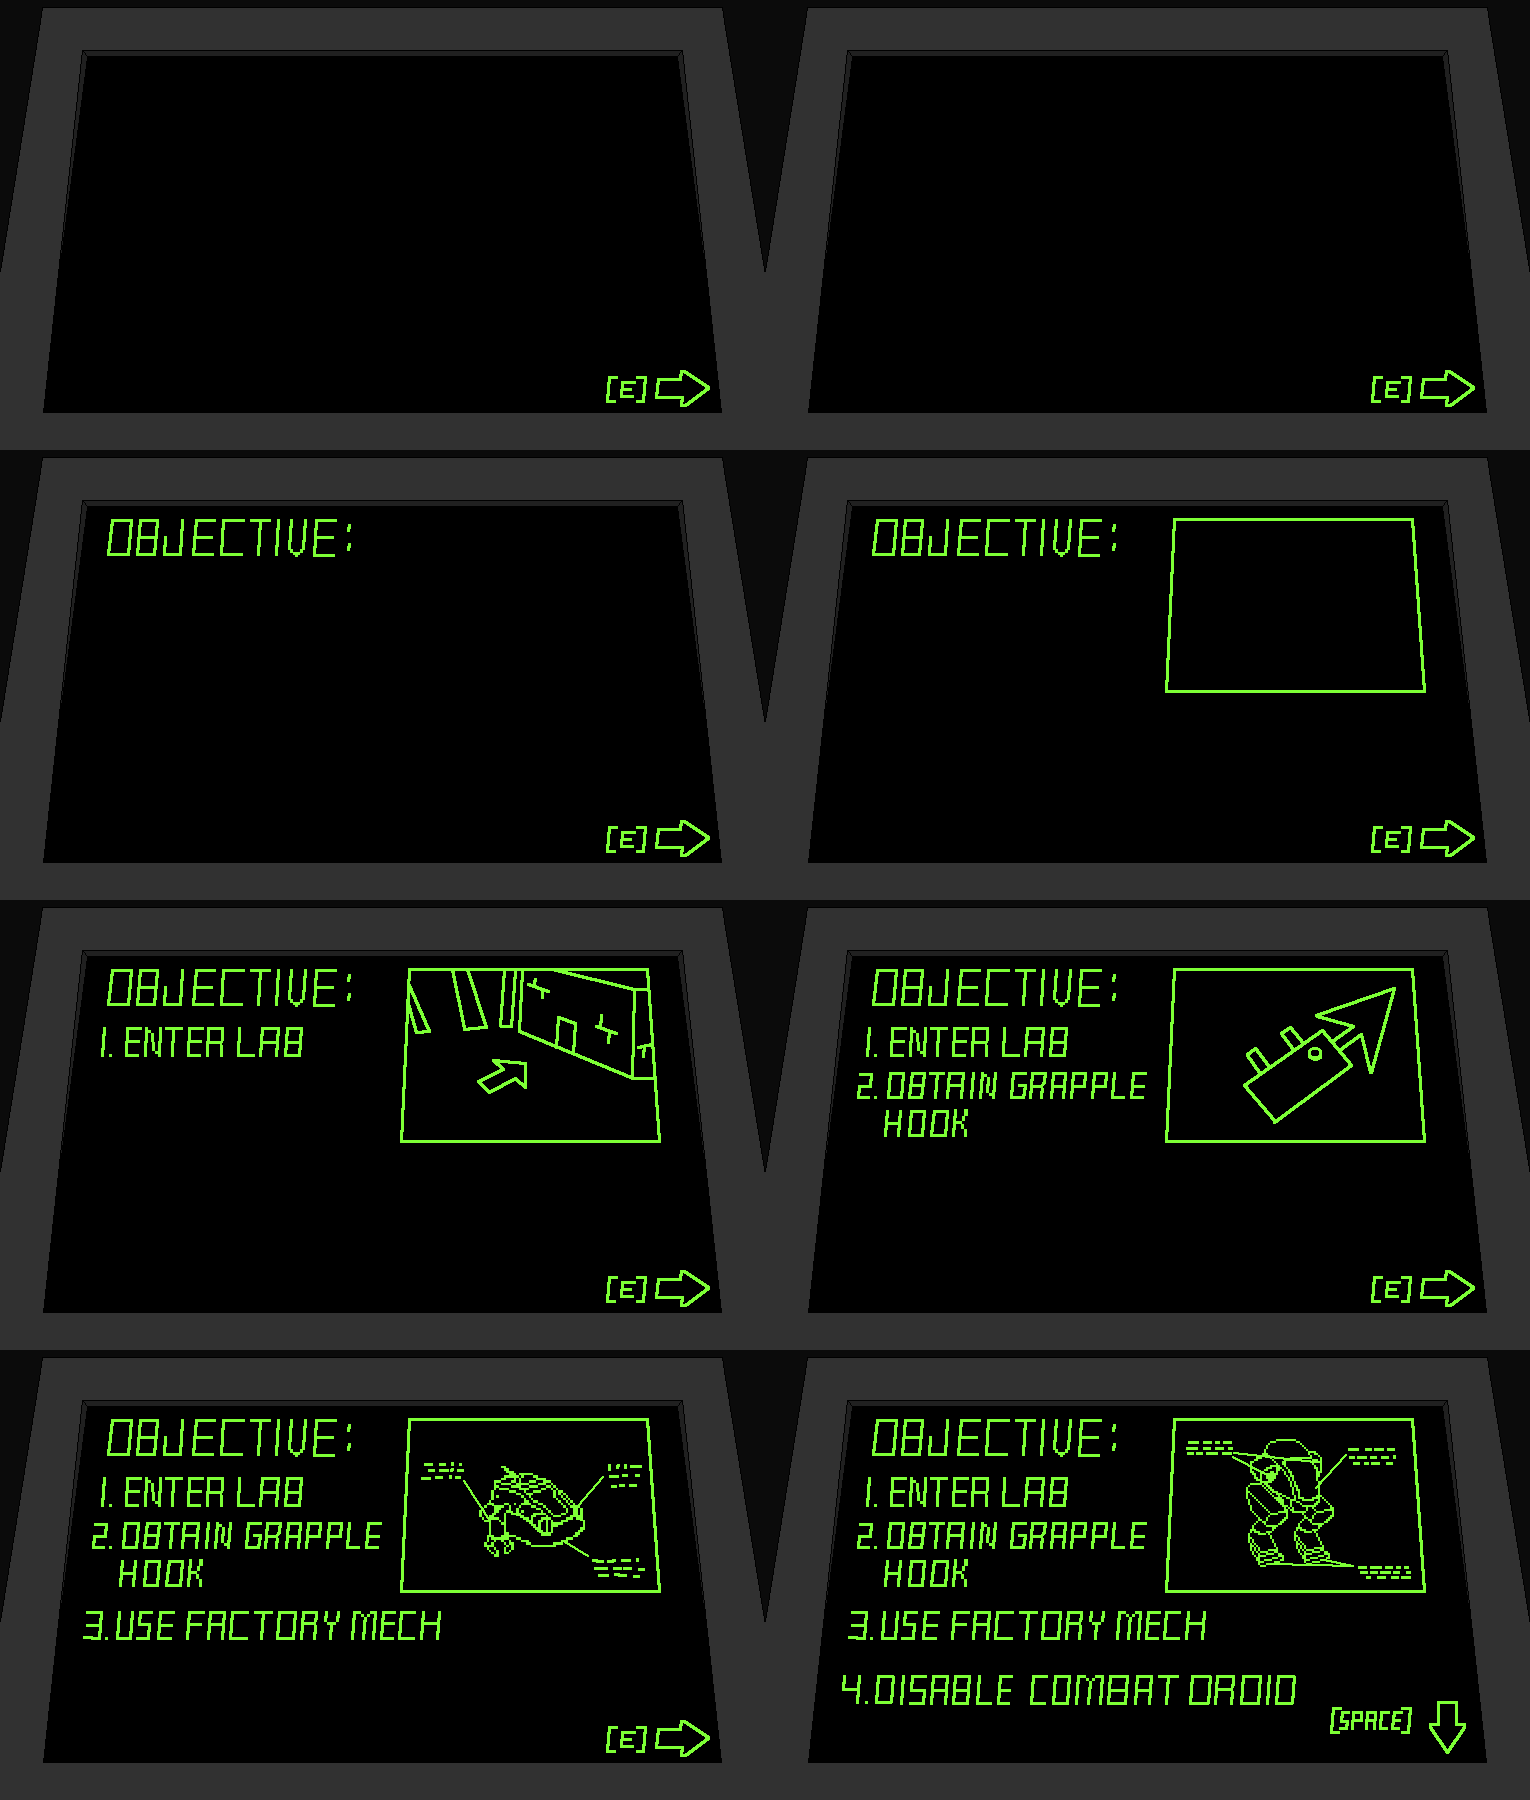 [E]
[E]
OBJECTIVE:
[E]
OBJECTIVE:
[E]
OBJECTIVE:
1. ENTER LAB
[E]
OBJECTIVE:
1. ENTER LAB
2. OBTAIN GRAPPLE
HOOK
[E]
OBJECTIVE:
1. ENTER LAB
2. OBTAIN GRAPPLE
HOOK
3. USE FACTORY MECH
[E]
OBJECTIVE:
1. ENTER LAB
2. OBTAIN GRAPPLE
HOOK
3. USE FACTORY MECH
4. DISABLE COMBAT DROID
[SPACE]